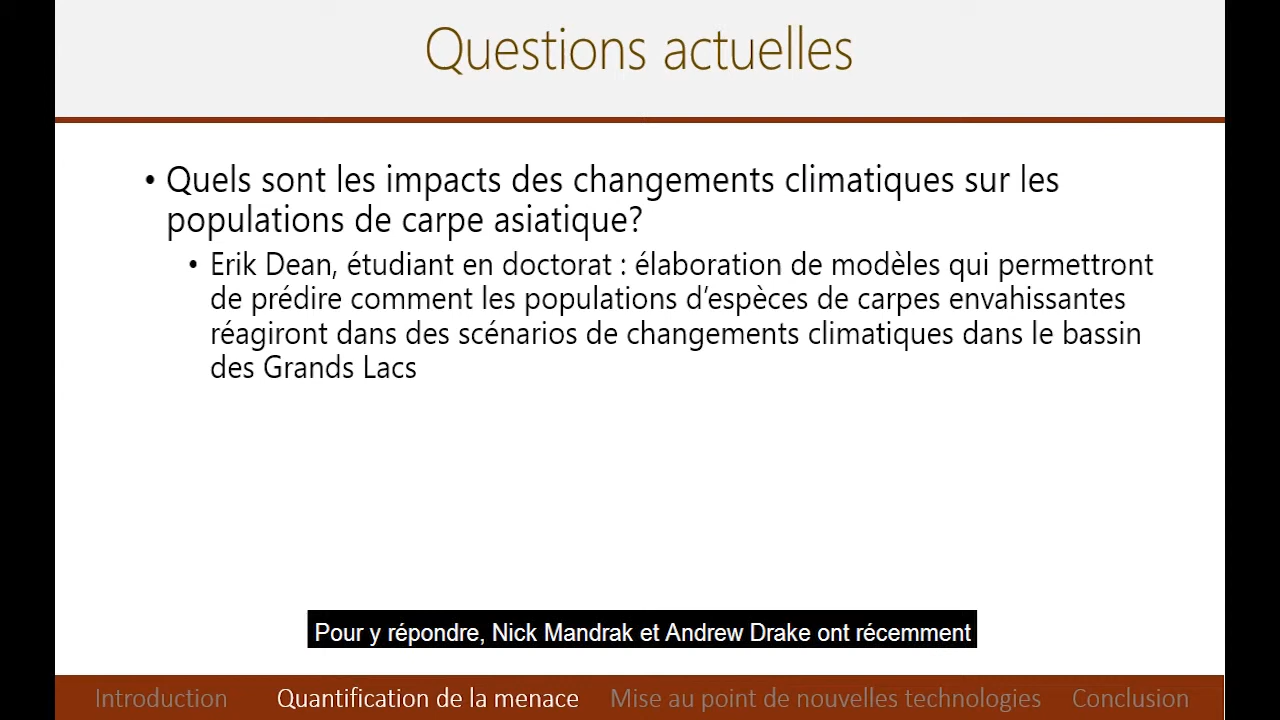 Questions actuelles
• Quels sont les impacts des changements climatiques sur les
populations de carpe asiatique?
• Erik Dean, étudiant en doctorat : élaboration de modèles qui permettront
de prédire comment les populations d’espèces de carpes envahissantes
réagiront dans des scénarios de changements climatiques dans le bassin
des Grands Lacs
Pour y répondre, Nick Mandrak et Andrew Drake ont récemment
Introduction Quantification de la menace Mise au point de nouvelles technologies Conclusion